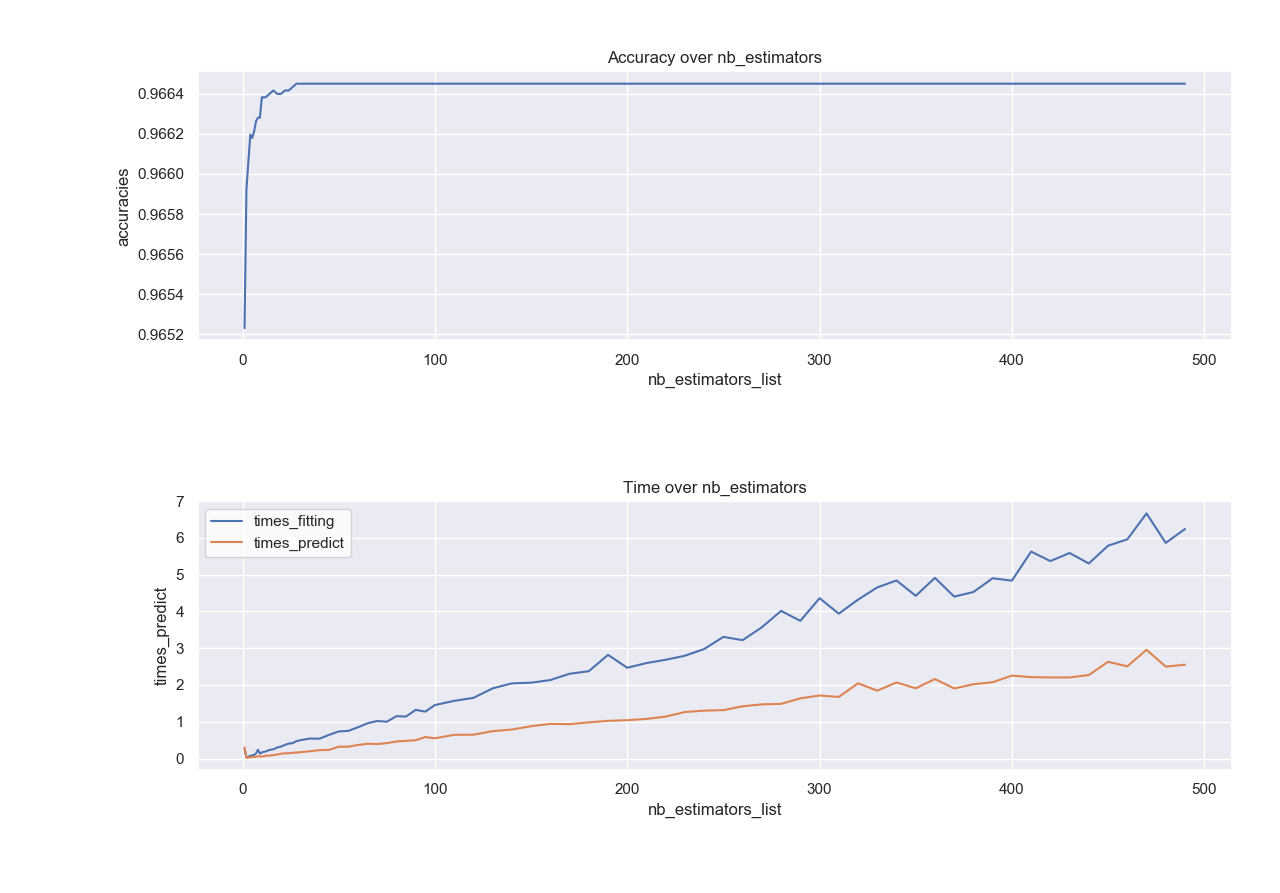 Accuracy over nb_estimators
0.9664
0.9662
0.9660
0.9658
0.9656
0.9654
0.9652
accuracies
0 100 200 300 400 500
nb_estimators_list
Time over nb_estimators
7
6
5
4
3
2
1
0
times_predict
times_fitting
times_predict
0 100 200 300 400 500
nb_estimators_list